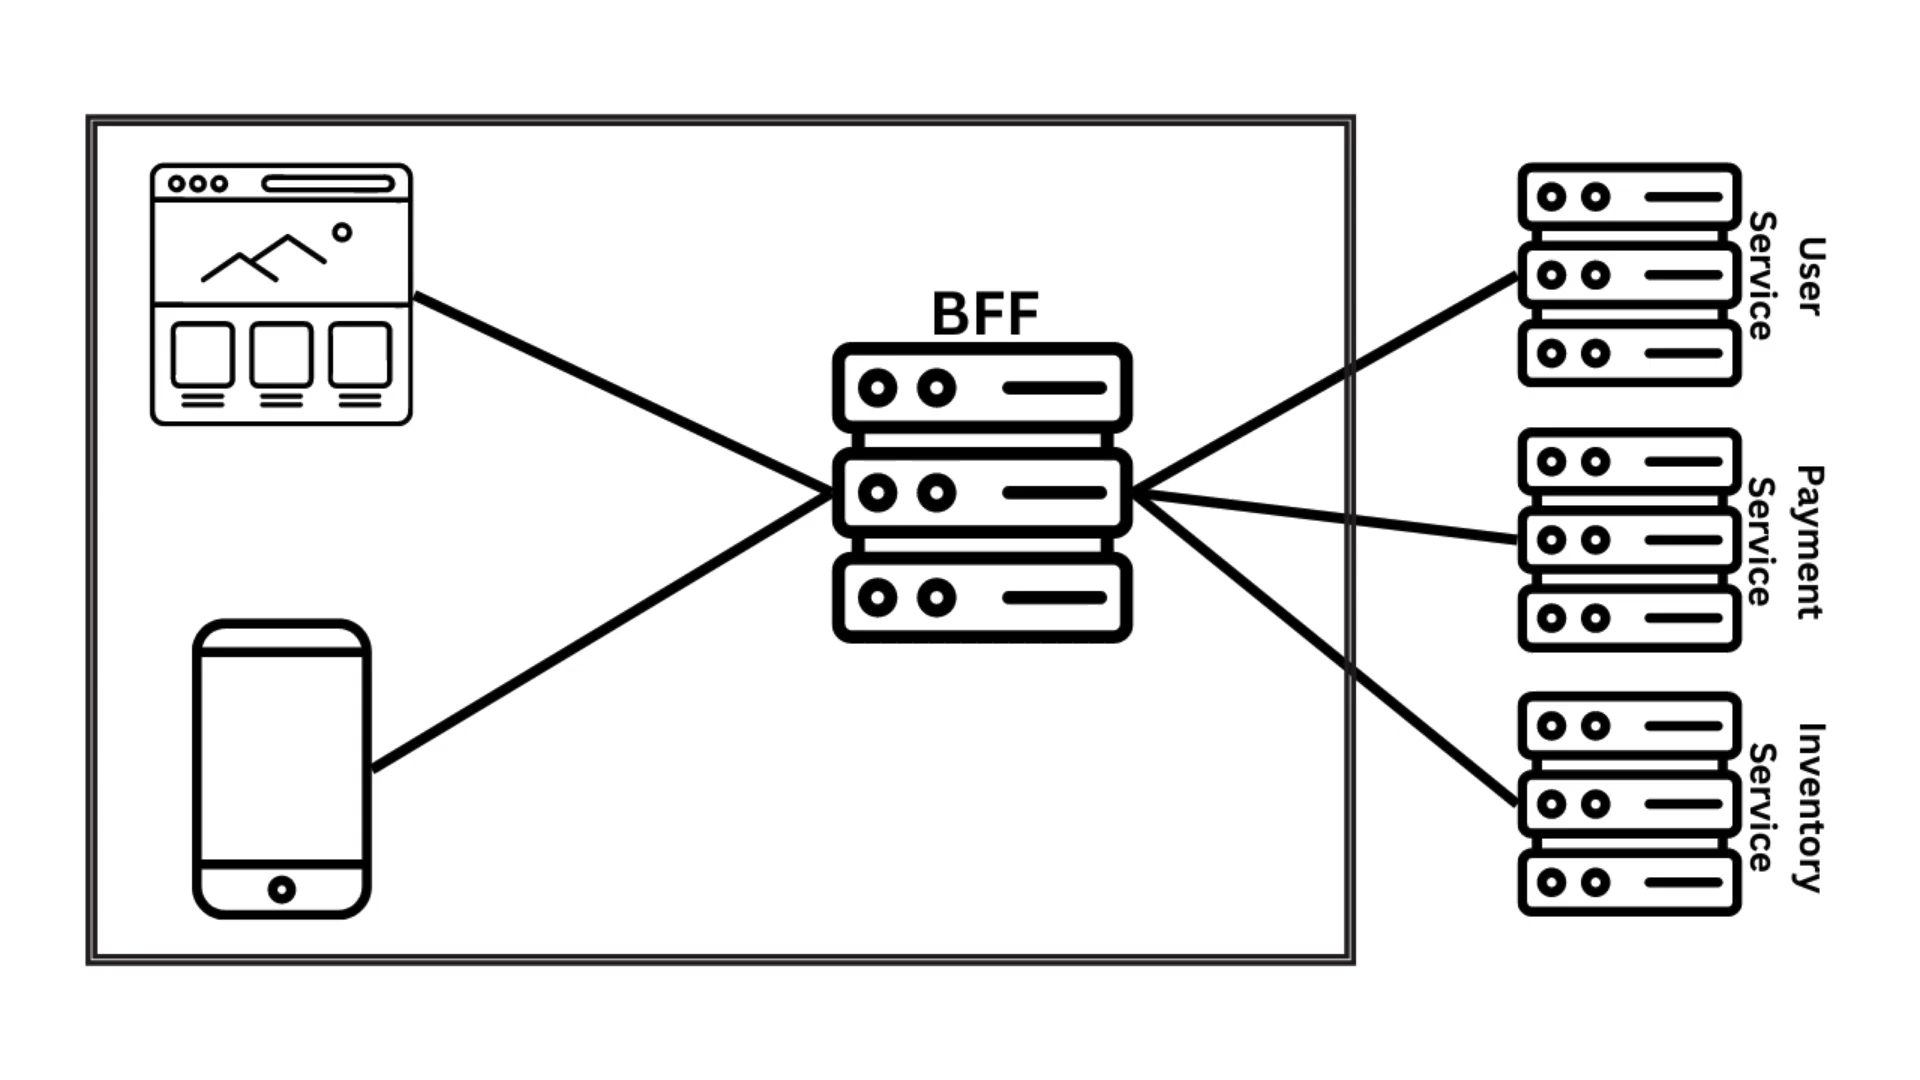 BFF
User
Service
Payment
Service
Inventory
Service